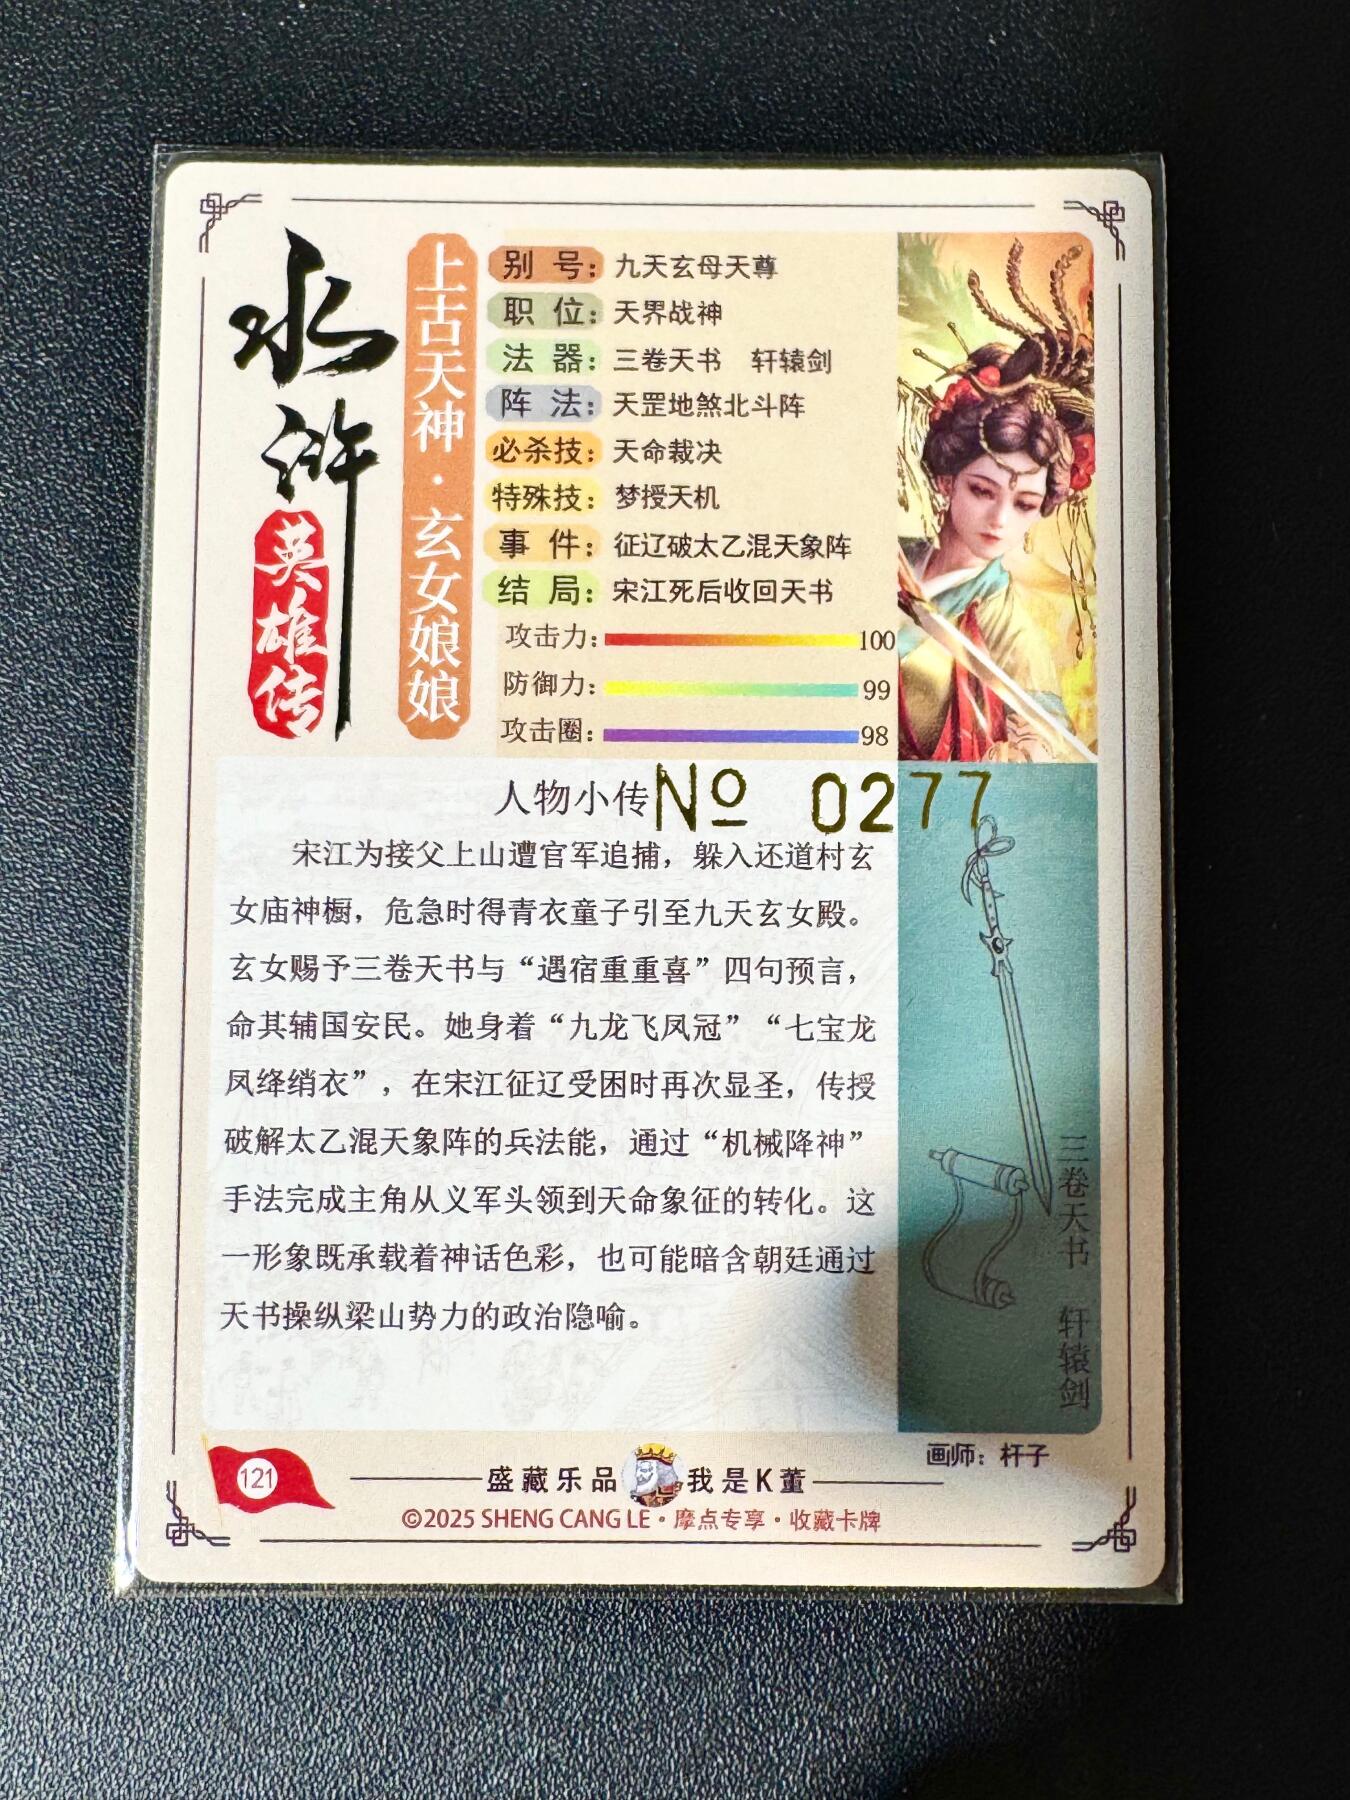 水浒
英雄传
上古天神·玄女娘娘
别 号：九天玄母天尊
职 位：天界战神
法 器：三卷天书 轩辕剑
阵 法：天罡地煞北斗阵
必杀技：天命裁决
特殊技：梦授天机
事 件：征辽破太乙混天象阵
结 局：宋江死后收回天书
攻击力：100
防御力：99
攻击圈：98
人物小传
№ 0277
宋江为接父上山遭官军追捕，躲入还道村玄
女庙神橱，危急时得青衣童子引至九天玄女殿。
玄女赐予三卷天书与“遇宿重重喜”四句预言，
命其辅国安民。她身着“九龙飞凤冠”“七宝龙
凤绛绡衣”，在宋江征辽受困时再次显圣，传授
破解太乙混天象阵的兵法能，通过“机械降神”
手法完成主角从义军头领到天命象征的转化。这
一形象既承载着神话色彩，也可能暗含朝廷通过
天书操纵梁山势力的政治隐喻。
三卷天书 轩辕剑
画师：杆子
121
盛藏乐品 我是K董
©2025 SHENG CANG LE·摩点专享·收藏卡牌